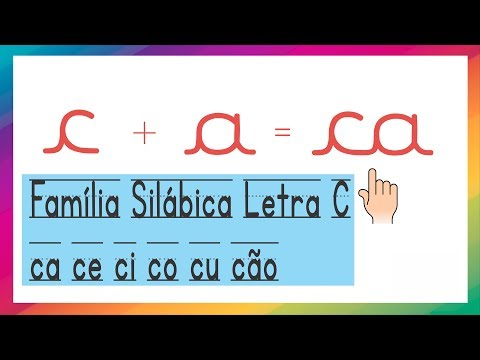 c + a = ca
Família Silábica Letra C
ca ce ci co cu cão